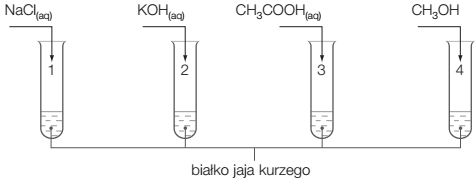 NaCl(aq) KOH(aq) CH₃COOH(aq) CH₃OH
1 2 3 4
białko jaja kurzego